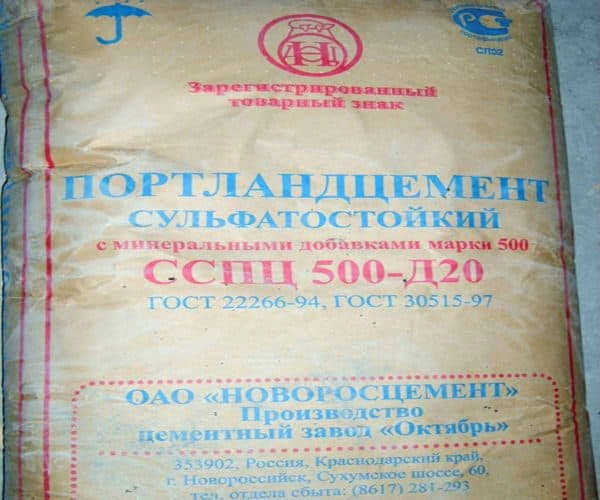 СП02
Зарегистрированный
товарный знак
ПОРТЛАНДЦЕМЕНТ
СУЛЬФАТОСТОЙКИЙ
с минеральными добавками марки 500
ССПЦ 500-Д20
ГОСТ 22266-94, ГОСТ 30515-97
ОАО «НОВОРОСЦЕМЕНТ»
Производство
цементный завод «Октябрь»
353902, Россия, Краснодарский край,
г. Новороссийск, Сухумское шоссе, 60,
тел. отдела сбыта: (8617) 281-293